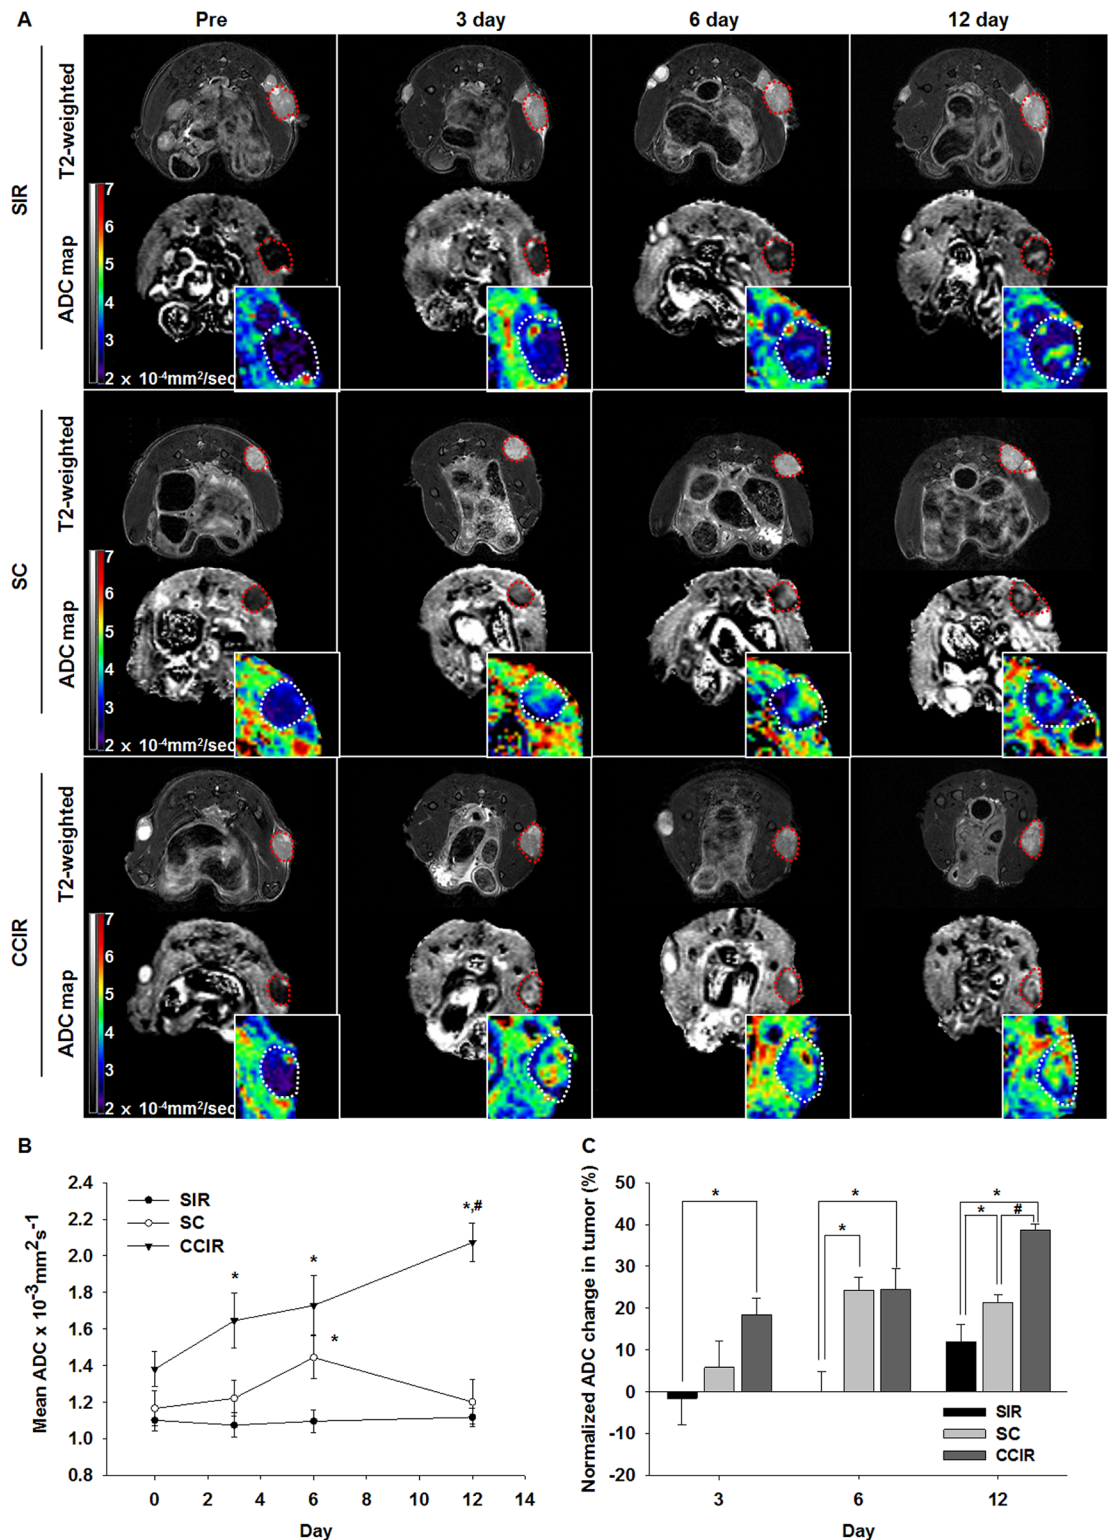 A
Pre 3 day 6 day 12 day
SIR
T2-weighted
ADC map
7
6
5
4
3
2 x 10-4mm2/sec
SC
T2-weighted
ADC map
7
6
5
4
3
2 x 10-4mm2/sec
CCIR
T2-weighted
ADC map
7
6
5
4
3
2 x 10-4mm2/sec
B
Mean ADC x 10-3mm2s-1
2.4
2.2
2.0
1.8
1.6
1.4
1.2
1.0
0.8
SIR
SC
CCIR
*
*
*
*,#
0 2 4 6 8 10 12 14
Day
C
Normalized ADC change in tumor (%)
50
40
30
20
10
0
-10
-20
*
*
*
*
*
#
SIR
SC
CCIR
3 6 12
Day